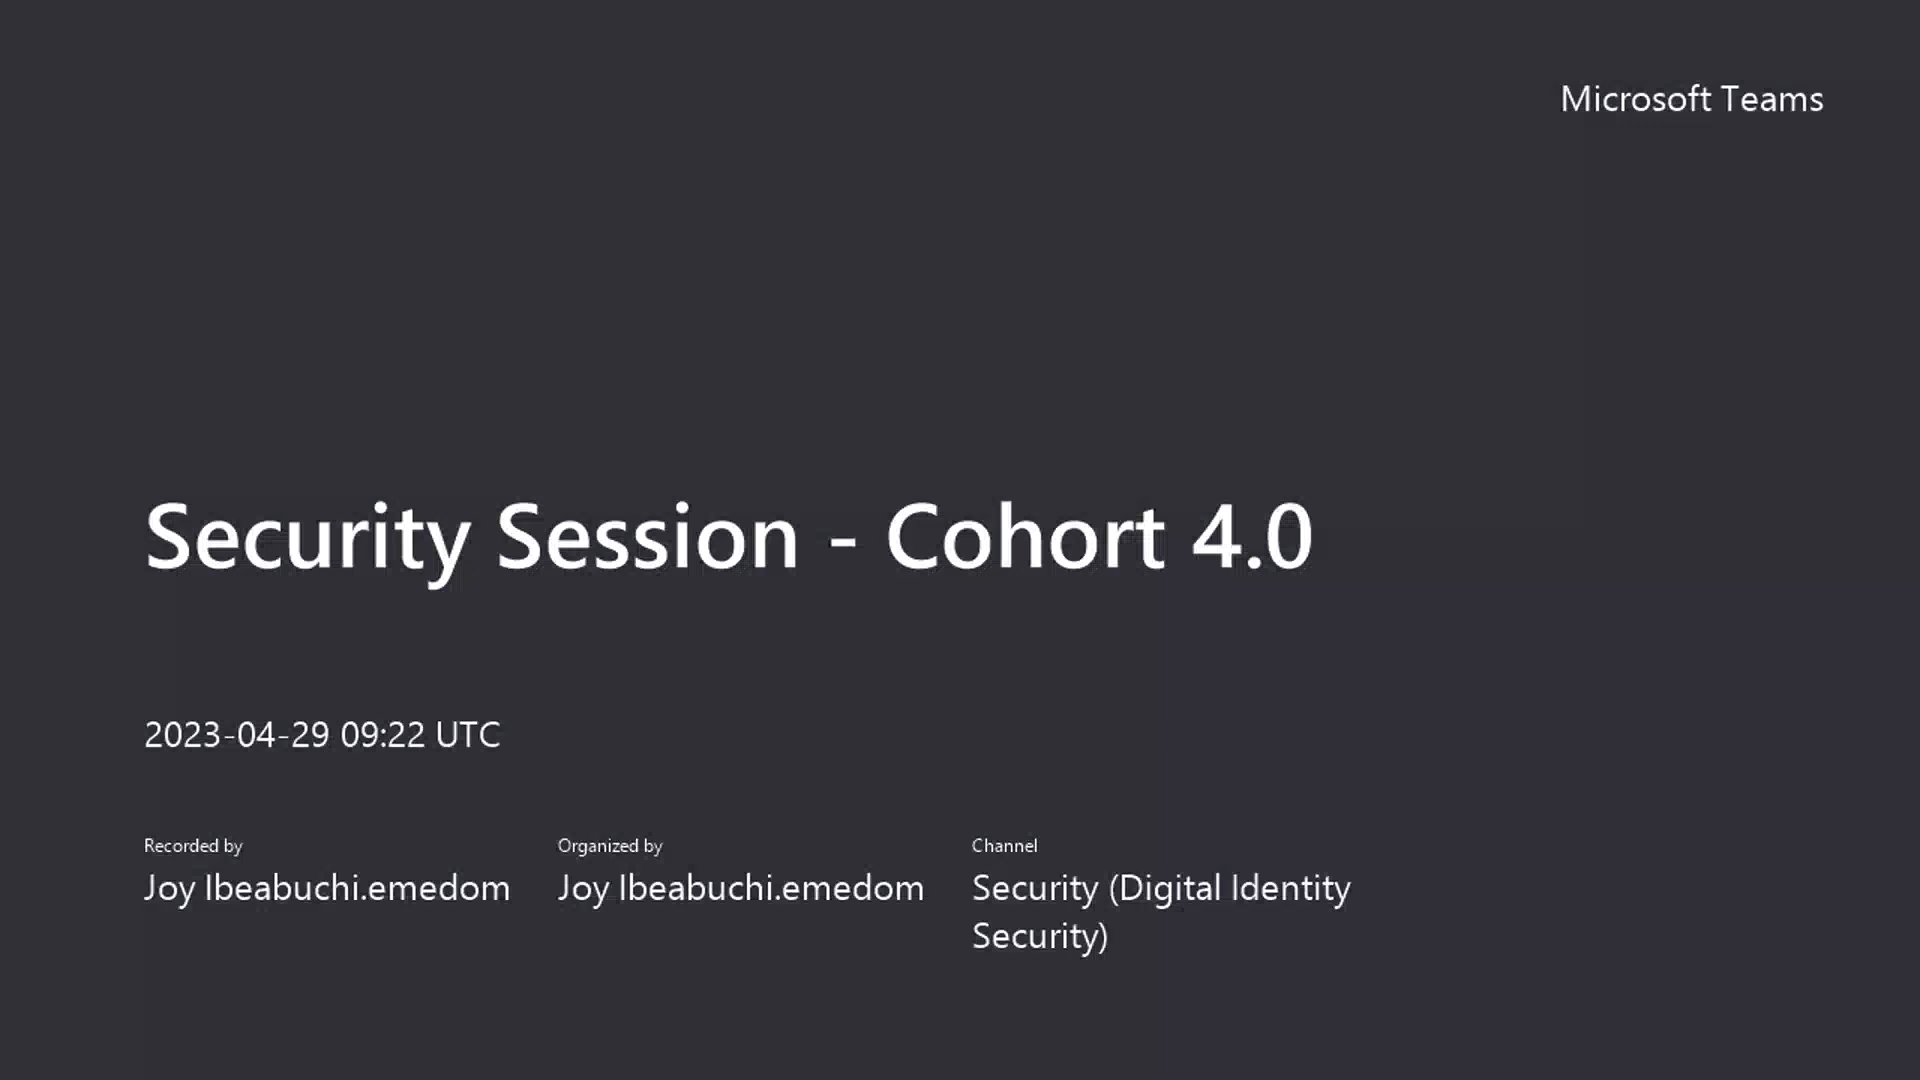 Microsoft Teams
Security Session - Cohort 4.0
2023-04-29 09:22 UTC
Recorded by
Joy Ibeabuchi.emedom
Organized by
Joy Ibeabuchi.emedom
Channel
Security (Digital Identity
Security)